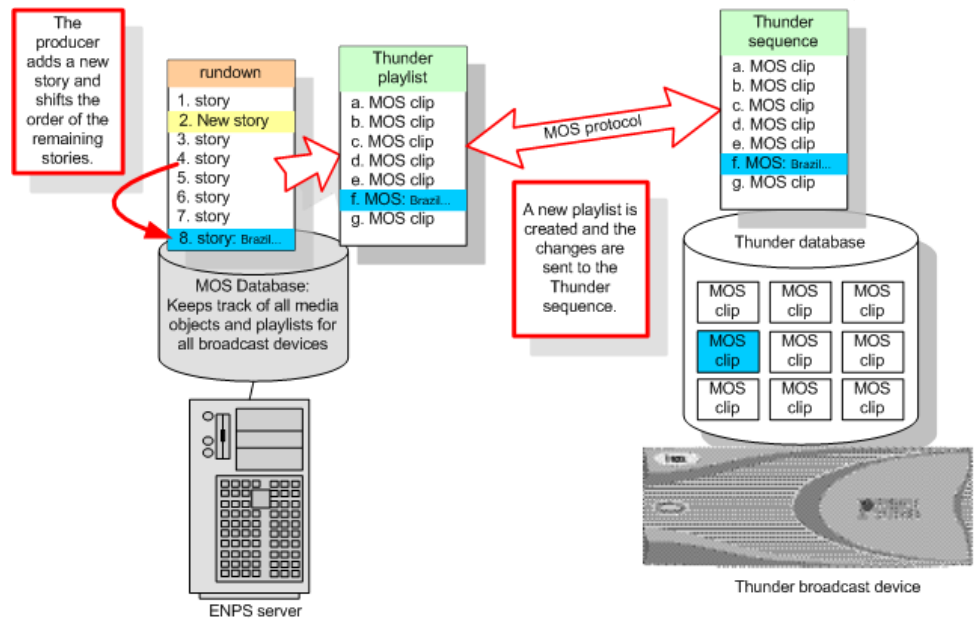 The
producer
adds a new
story and
shifts the
order of the
remaining
stories.
rundown
1. story
2. New story
3. story
4. story
5. story
6. story
7. story
8. story: Brazil...
Thunder
playlist
a. MOS clip
b. MOS clip
c. MOS clip
d. MOS clip
e. MOS clip
f. MOS: Brazil...
g. MOS clip
MOS protocol
Thunder
sequence
a. MOS clip
b. MOS clip
c. MOS clip
d. MOS clip
e. MOS clip
f. MOS: Brazil...
g. MOS clip
A new playlist is
created and the
changes are
sent to the
Thunder
sequence.
MOS Database:
Keeps track of all media
objects and playlists for
all broadcast devices
Thunder database
MOS
clip
MOS
clip
MOS
clip
MOS
clip
MOS
clip
MOS
clip
MOS
clip
MOS
clip
MOS
clip
ENPS server
Thunder broadcast device